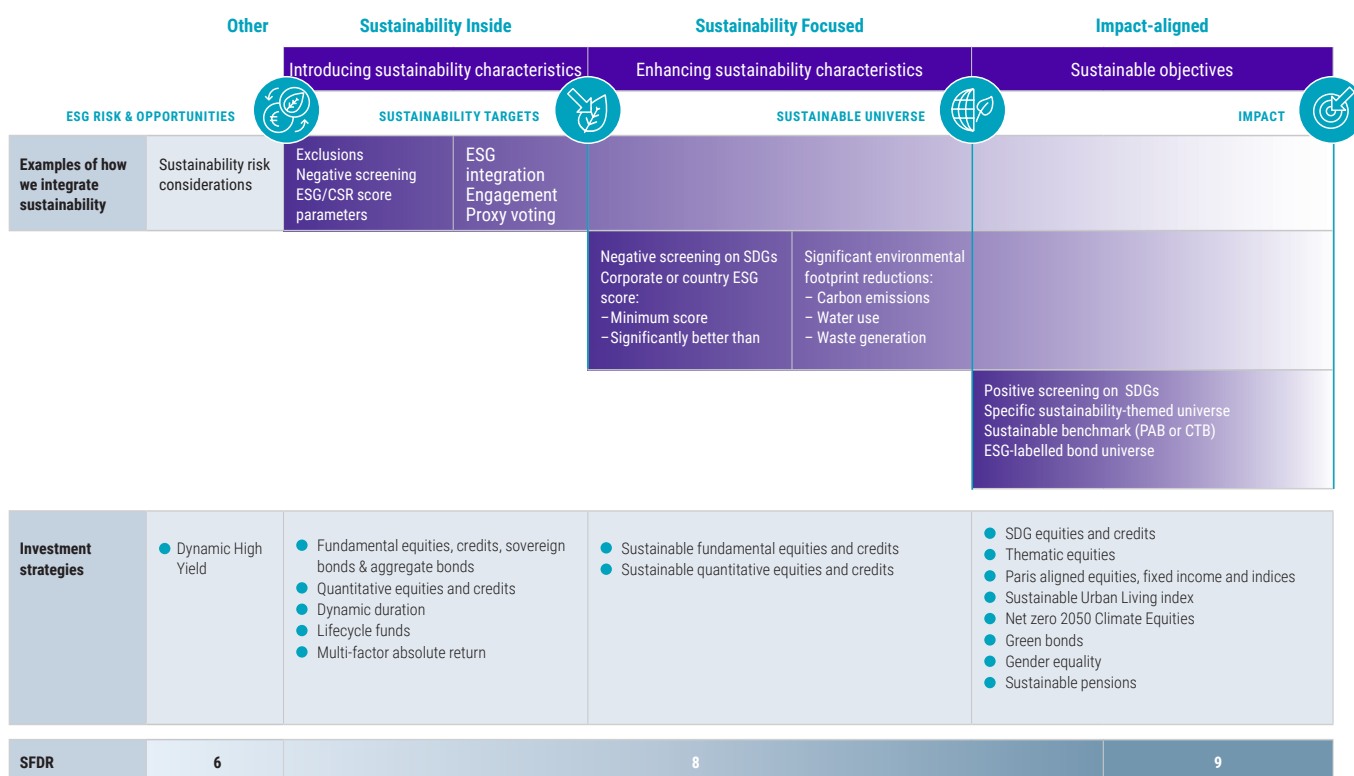 Other
Sustainability Inside
Sustainability Focused
Impact-aligned
Introducing sustainability characteristics
Enhancing sustainability characteristics
Sustainable objectives
ESG RISK & OPPORTUNITIES
€
SUSTAINABILITY TARGETS
SUSTAINABLE UNIVERSE
IMPACT
Examples of how
we integrate
sustainability
Sustainability risk
considerations
Exclusions
Negative screening
ESG/CSR score
parameters
ESG
integration
Engagement
Proxy voting
Negative screening on SDGs
Corporate or country ESG
score:
–Minimum score
–Significantly better than
Significant environmental
footprint reductions:
– Carbon emissions
– Water use
– Waste generation
Positive screening on SDGs
Specific sustainability-themed universe
Sustainable benchmark (PAB or CTB)
ESG-labelled bond universe
Investment
strategies
Dynamic High
Yield
Fundamental equities, credits, sovereign
bonds & aggregate bonds
Quantitative equities and credits
Dynamic duration
Lifecycle funds
Multi-factor absolute return
Sustainable fundamental equities and credits
Sustainable quantitative equities and credits
SDG equities and credits
Thematic equities
Paris aligned equities, fixed income and indices
Sustainable Urban Living index
Net zero 2050 Climate Equities
Green bonds
Gender equality
Sustainable pensions
SFDR
6
8
9